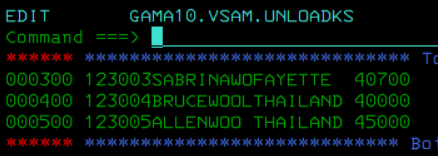 EDIT       GAMA10.VSAM.UNLOADKS
Command ===>
****** ******************************** To
000300 123003SABRINAWOFAYETTE  40700
000400 123004BRUCEWOOLTHAILAND 40000
000500 123005ALLENWOO THAILAND 45000
****** ******************************* Bo